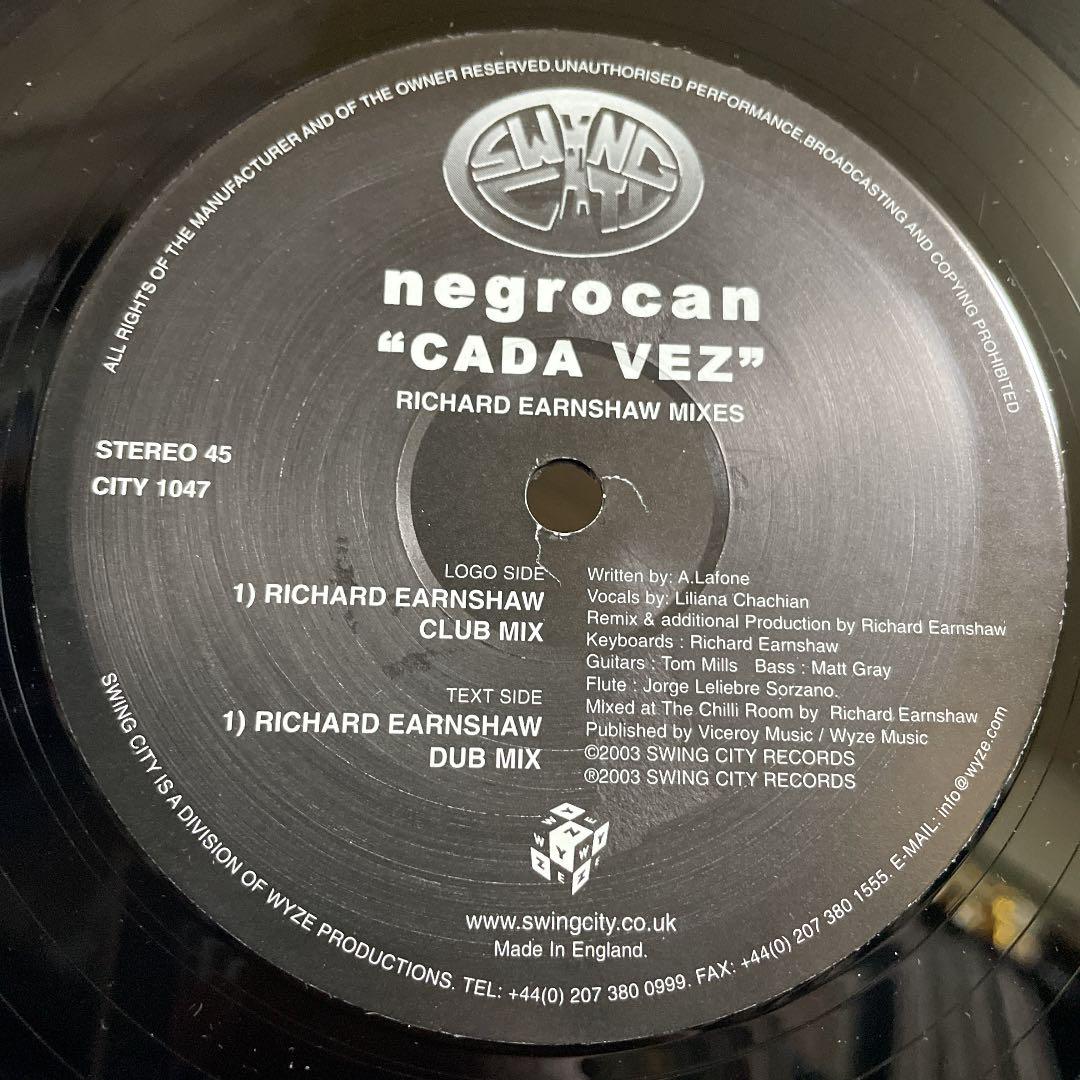 ALL RIGHTS OF THE MANUFACTURER AND OF THE OWNER RESERVED.UNAUTHORISED PERFORMANCE.BROADCASTING AND COPYING PROHIBITED
SWING
CITY
negrocan
“CADA VEZ”
RICHARD EARNSHAW MIXES
STEREO 45
CITY 1047
LOGO SIDE
1) RICHARD EARNSHAW
CLUB MIX
TEXT SIDE
1) RICHARD EARNSHAW
DUB MIX
Written by: A.Lafone
Vocals by: Liliana Chachian
Remix & additional Production by Richard Earnshaw
Keyboards : Richard Earnshaw
Guitars : Tom Mills Bass : Matt Gray
Flute : Jorge Leliebre Sorzano.
Mixed at The Chilli Room by Richard Earnshaw
Published by Viceroy Music / Wyze Music
©2003 SWING CITY RECORDS
®2003 SWING CITY RECORDS
WYZE
www.swingcity.co.uk
Made In England.
SWING CITY IS A DIVISION OF WYZE PRODUCTIONS. TEL: +44(0) 207 380 0999. FAX: +44(0) 207 380 1555. E-MAIL: info@wyze.com